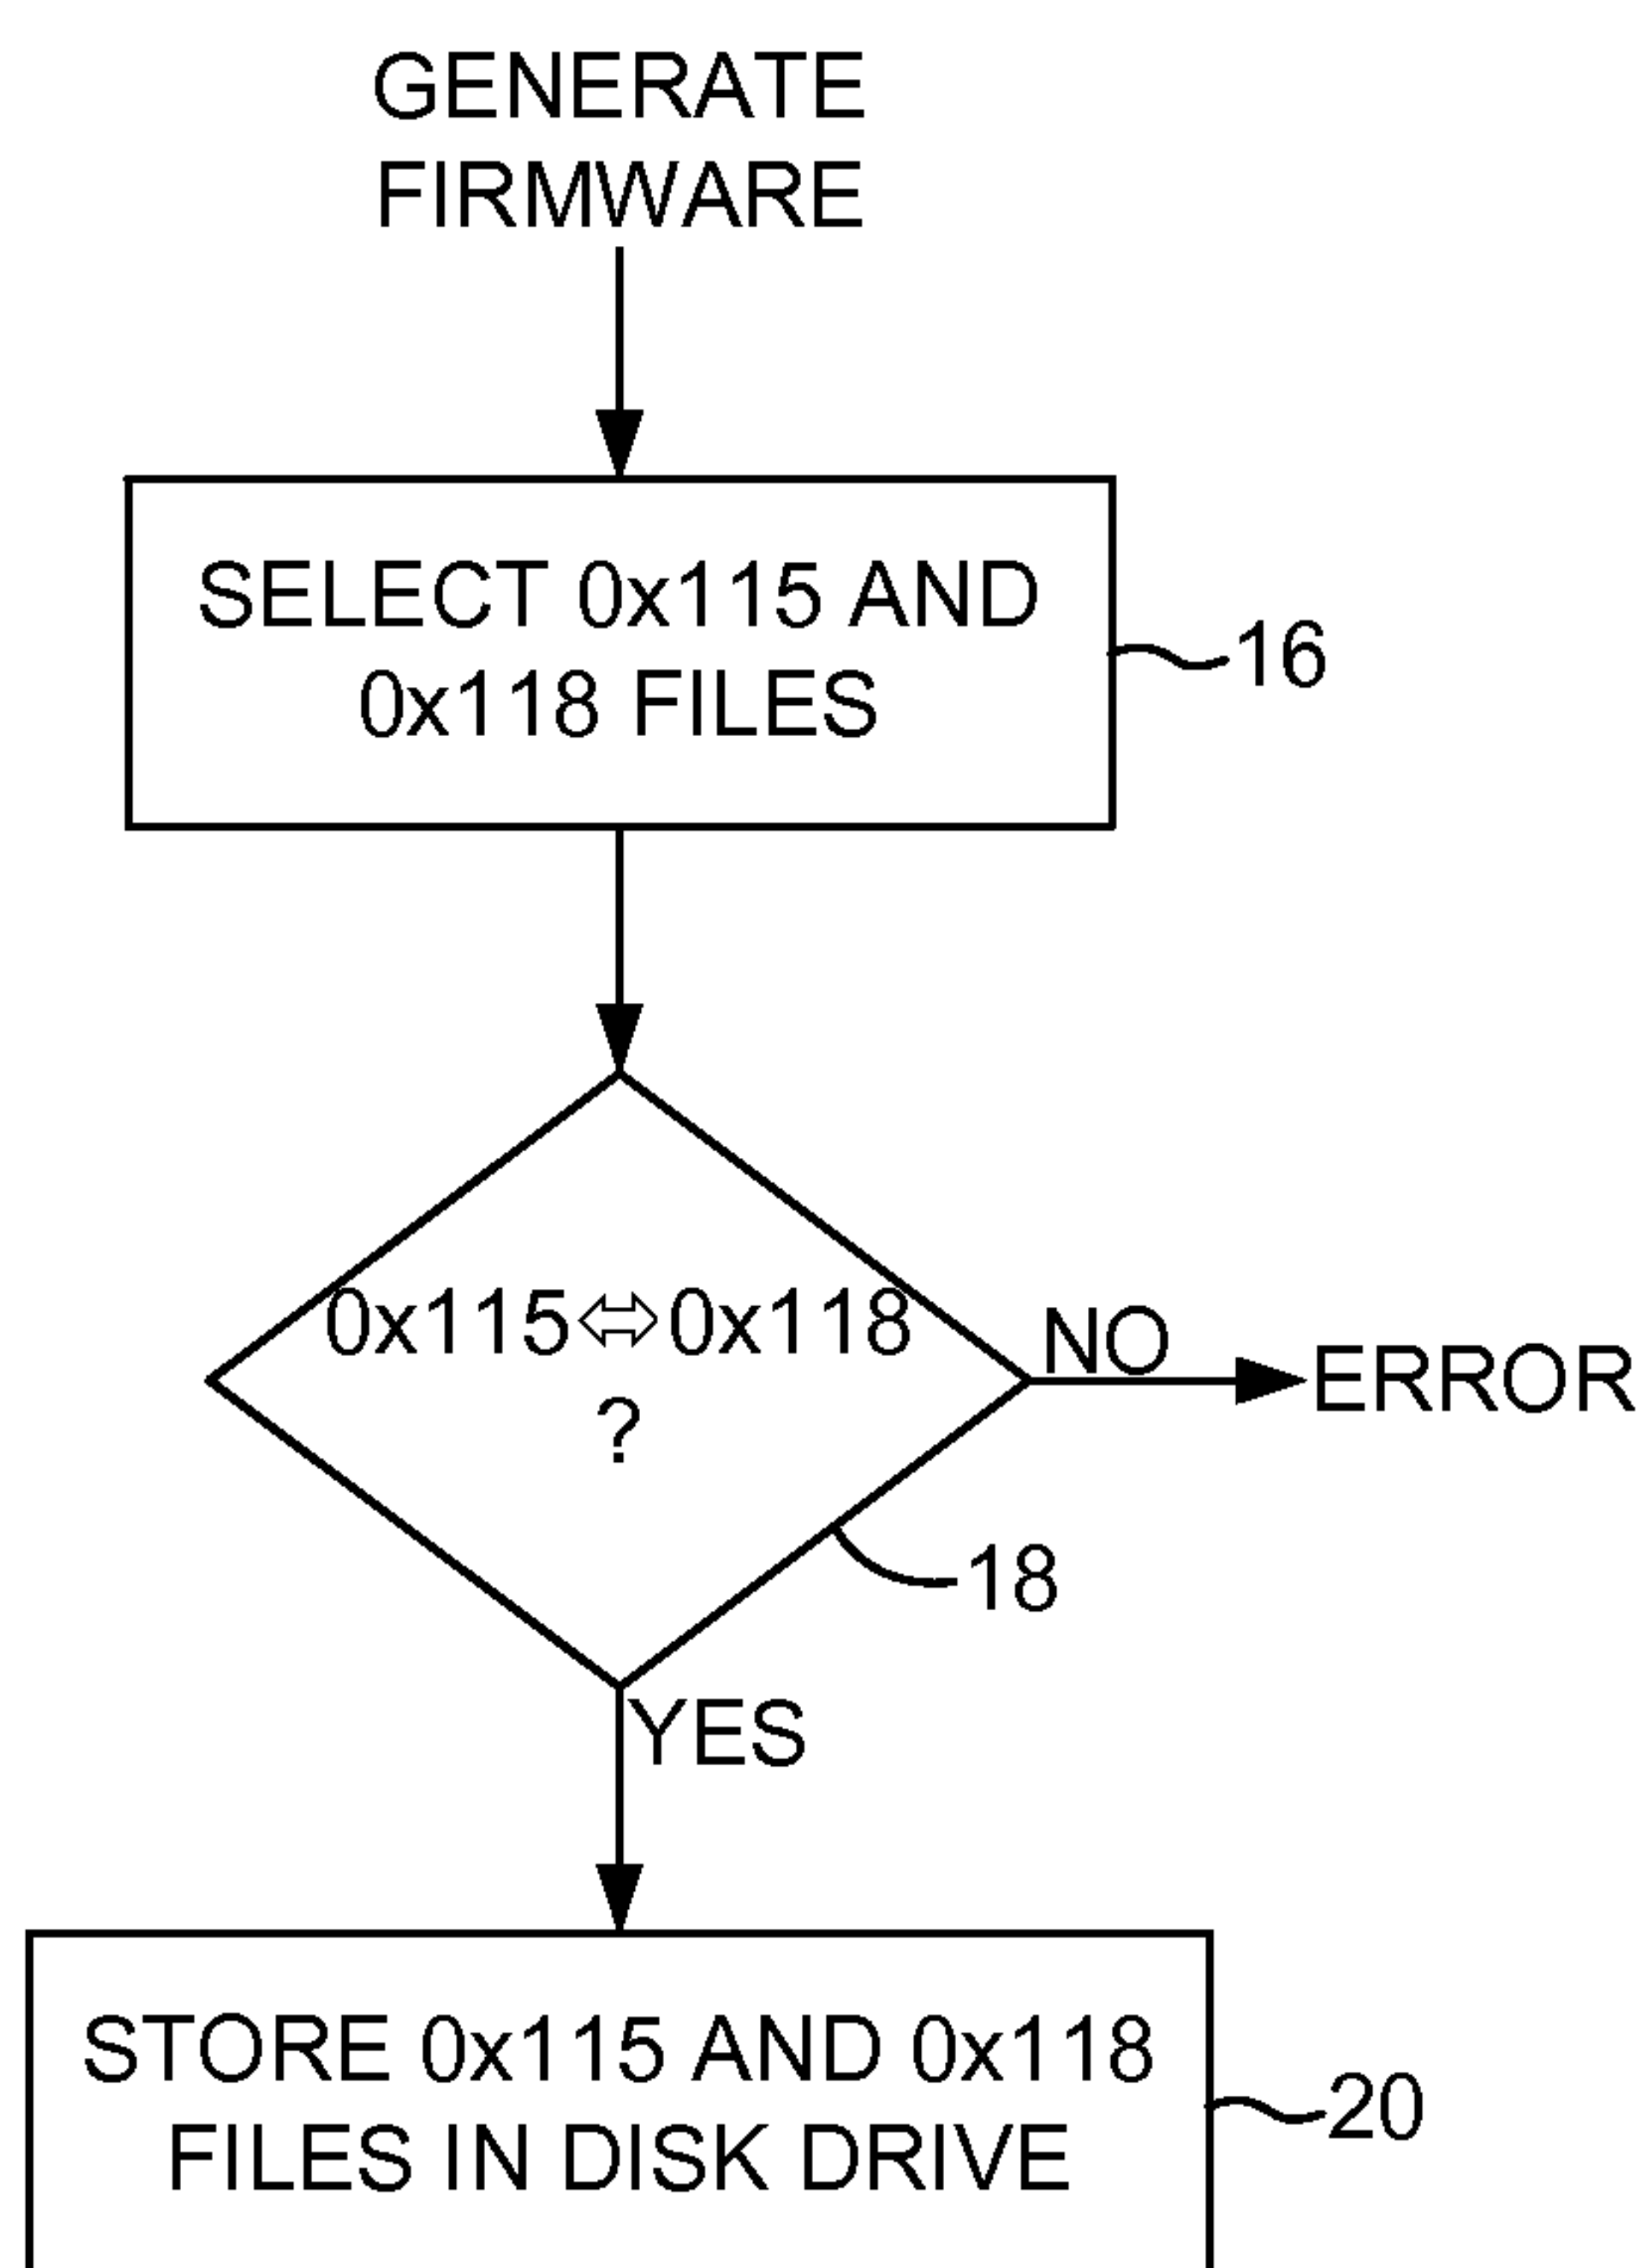 GENERATE
FIRMWARE
SELECT 0x115 AND
0x118 FILES
16
0x115⇔0x118
?
NO
ERROR
18
YES
STORE 0x115 AND 0x118
FILES IN DISK DRIVE
20